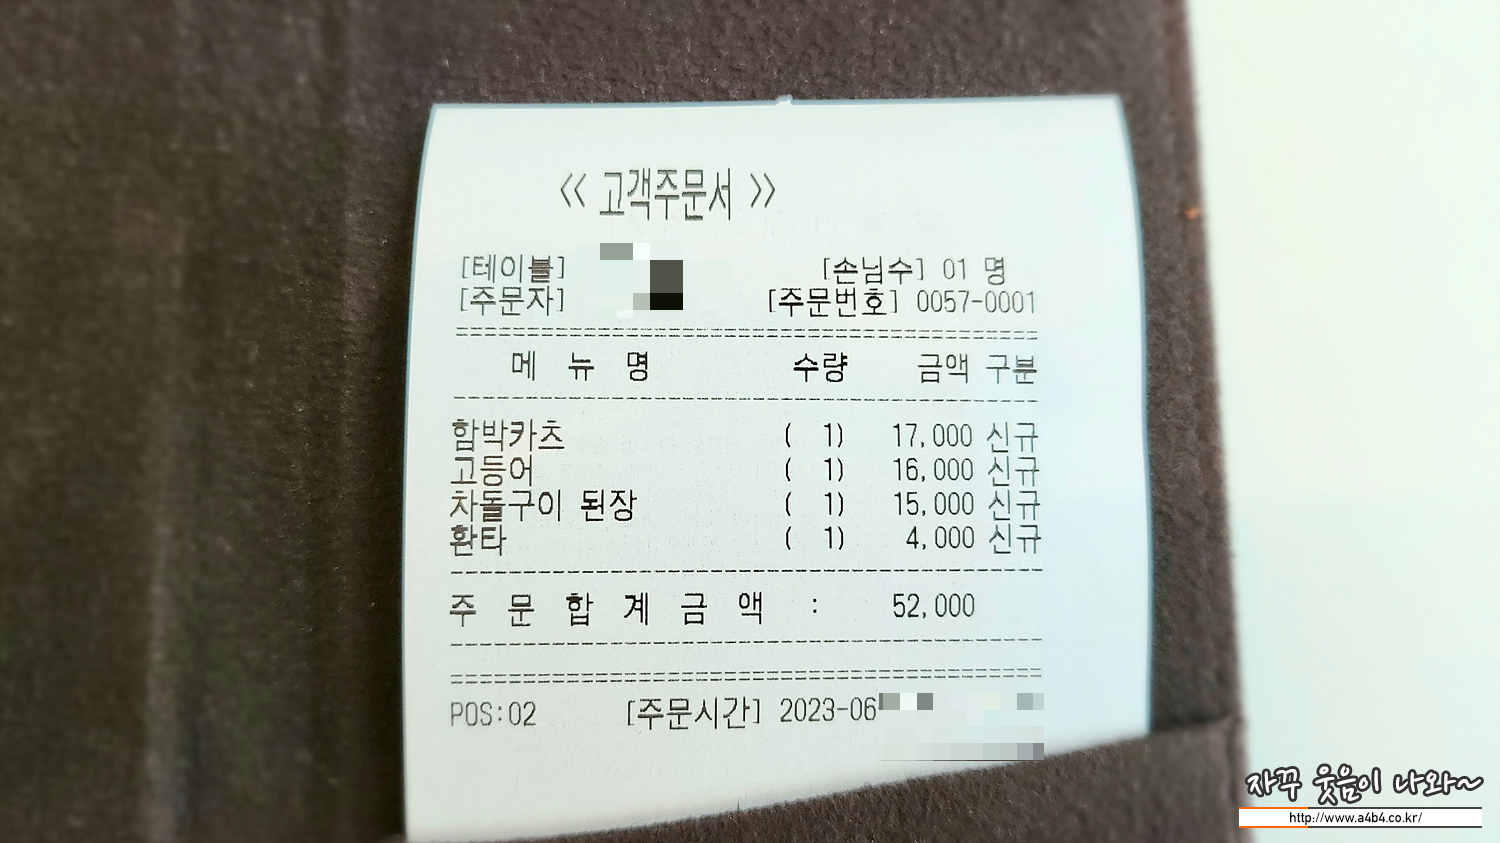 << 고객주문서 >>
[테이블] [손님수] 01 명
[주문자] [주문번호] 0057-0001
메 뉴 명 수량 금액 구분
함박카츠 ( 1) 17,000 신규
고등어 ( 1) 16,000 신규
차돌구이 된장 ( 1) 15,000 신규
환타 ( 1) 4,000 신규
주 문 합 계 금 액 : 52,000
POS:02 [주문시간] 2023-06
자꾸 웃음이 나와~
http://www.a4b4.co.kr/